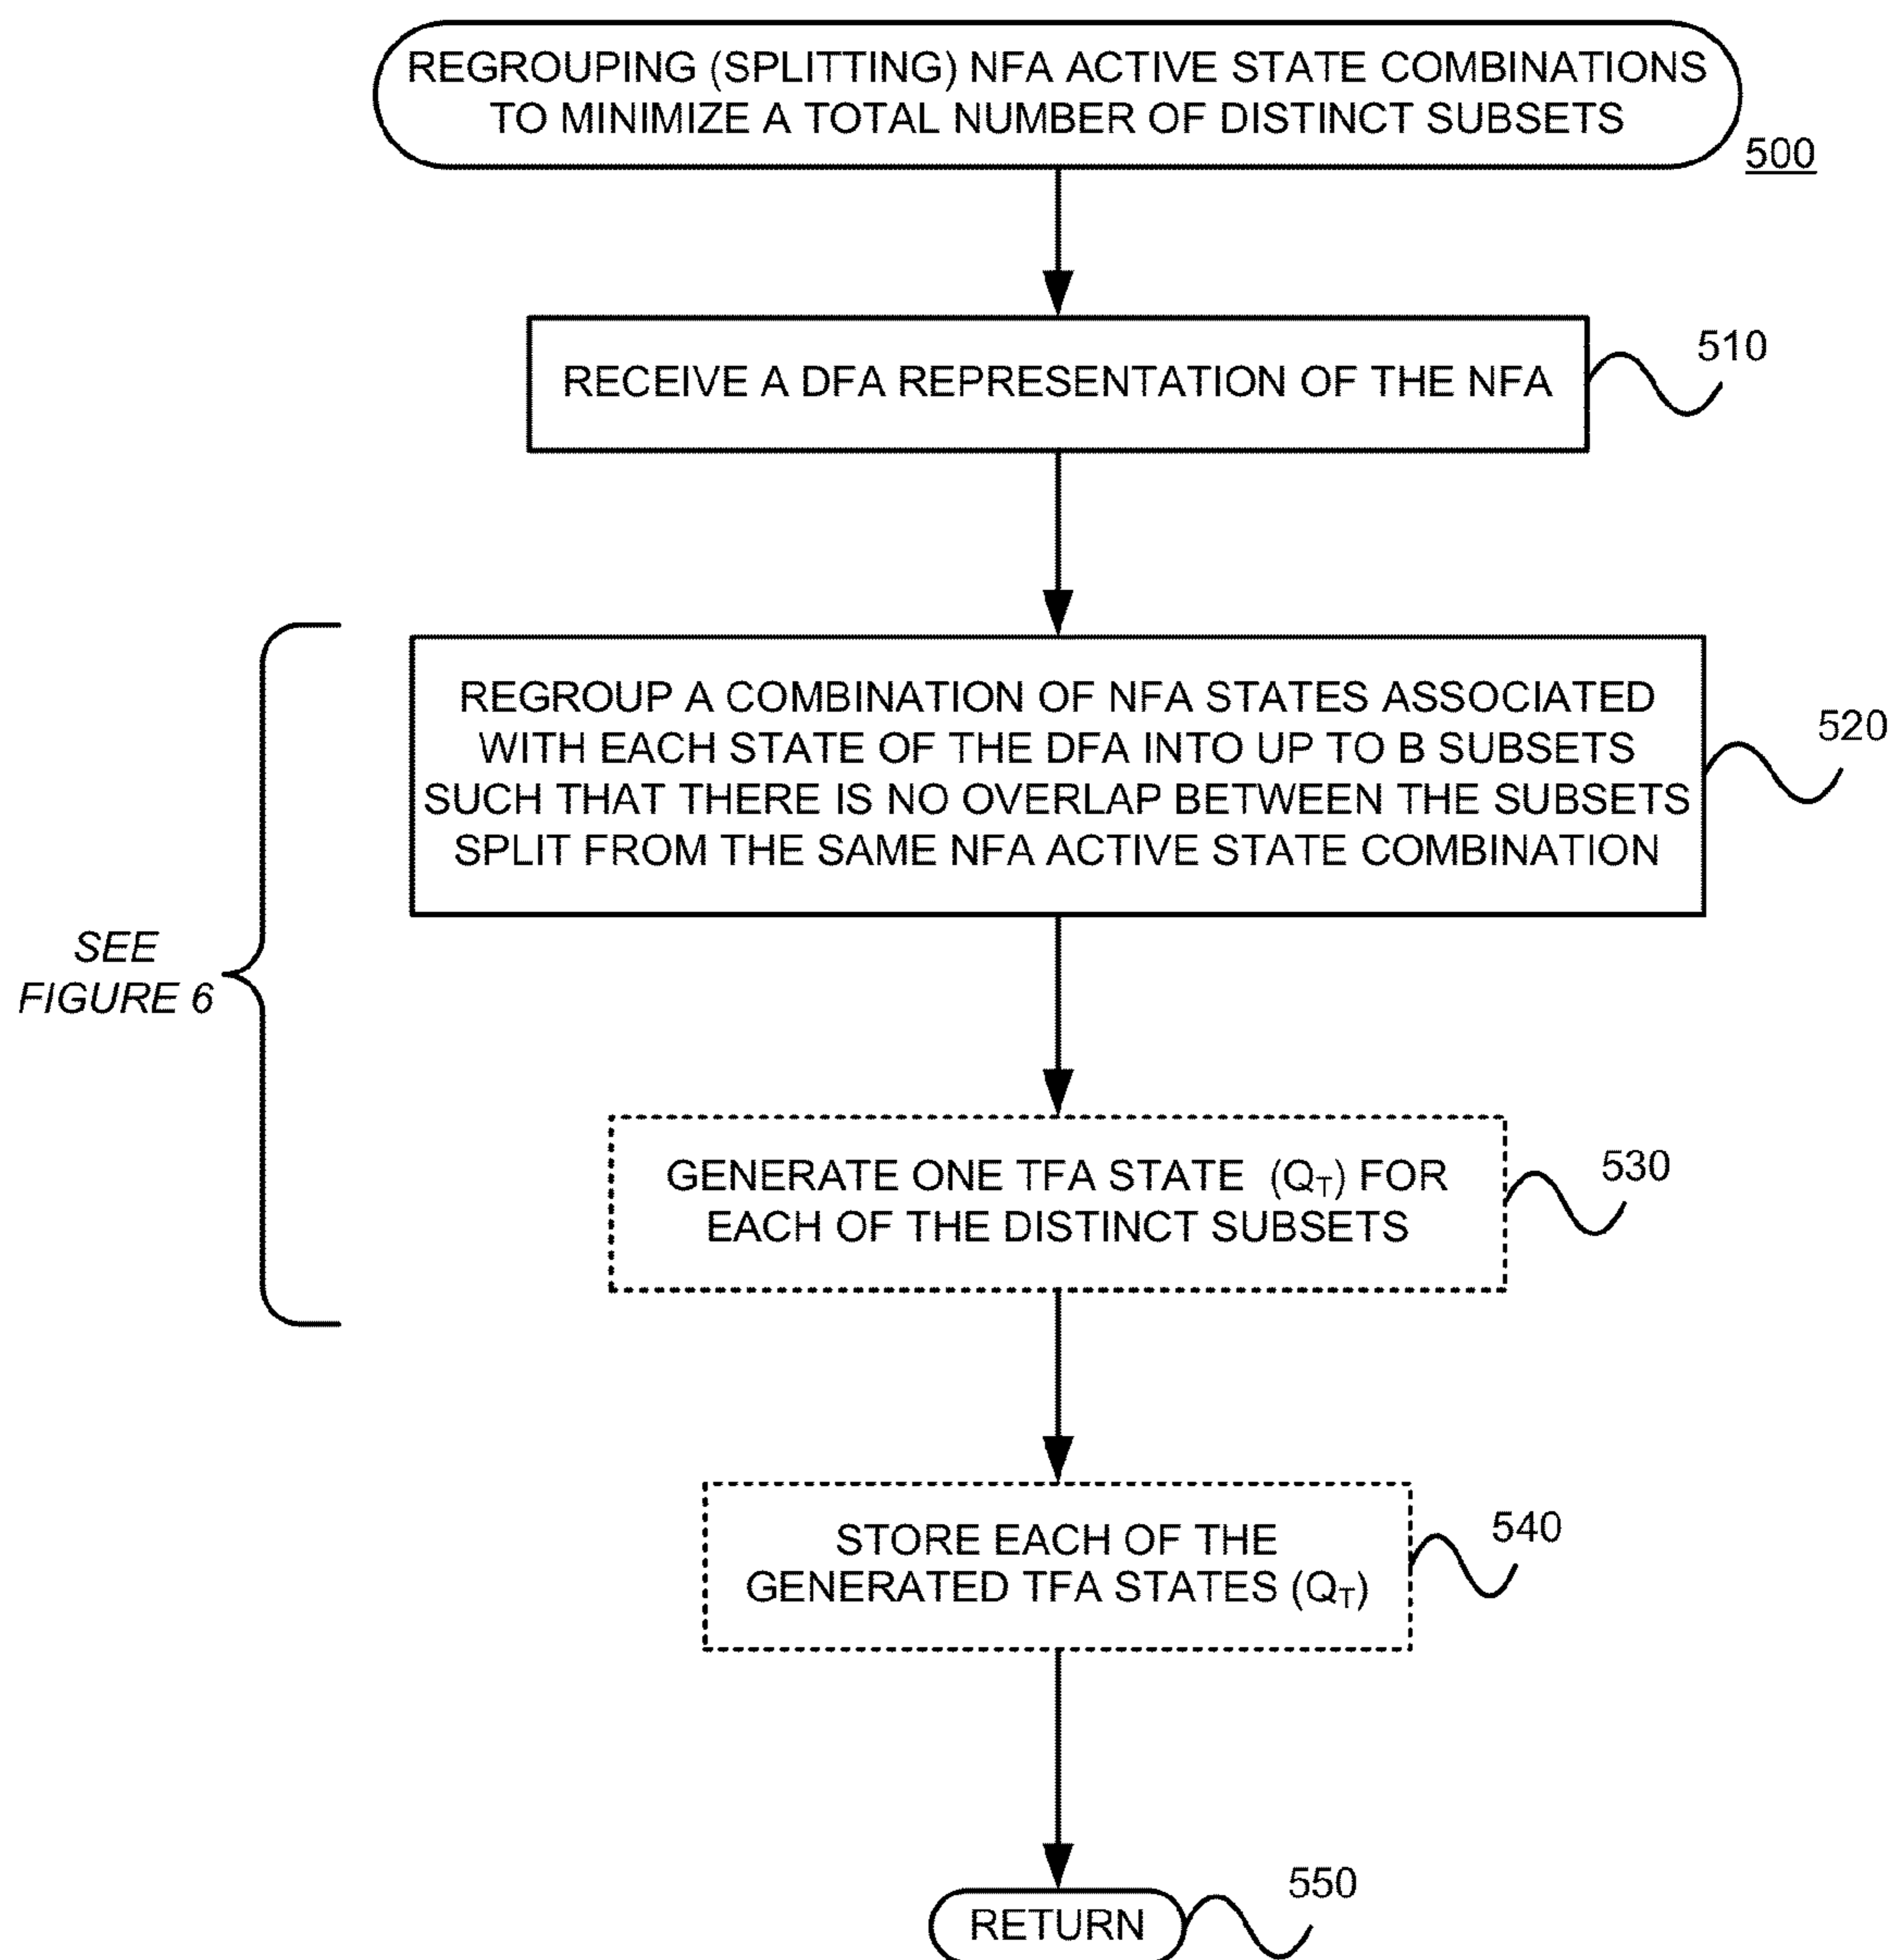 REGROUPING (SPLITTING) NFA ACTIVE STATE COMBINATIONS
TO MINIMIZE A TOTAL NUMBER OF DISTINCT SUBSETS
500
RECEIVE A DFA REPRESENTATION OF THE NFA
510
REGROUP A COMBINATION OF NFA STATES ASSOCIATED
WITH EACH STATE OF THE DFA INTO UP TO B SUBSETS
SUCH THAT THERE IS NO OVERLAP BETWEEN THE SUBSETS
SPLIT FROM THE SAME NFA ACTIVE STATE COMBINATION
520
SEE
FIGURE 6
GENERATE ONE TFA STATE (QT) FOR
EACH OF THE DISTINCT SUBSETS
530
STORE EACH OF THE
GENERATED TFA STATES (QT)
540
RETURN
550